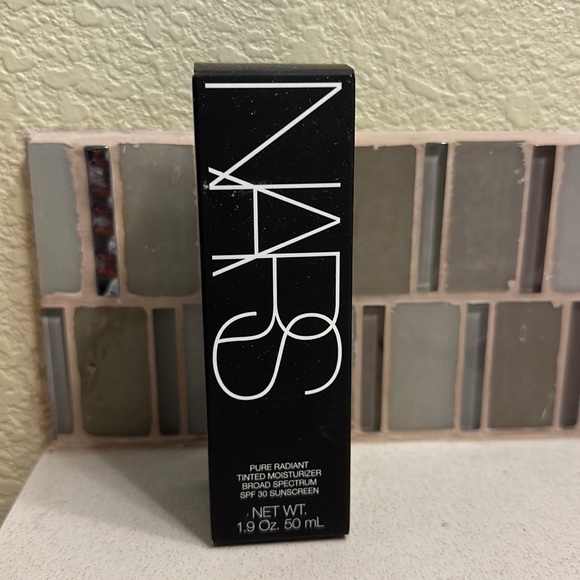 NARS
PURE RADIANT
TINTED MOISTURIZER
BROAD SPECTRUM
SPF 30 SUNSCREEN
NET WT.
1.9 Oz. 50 mL